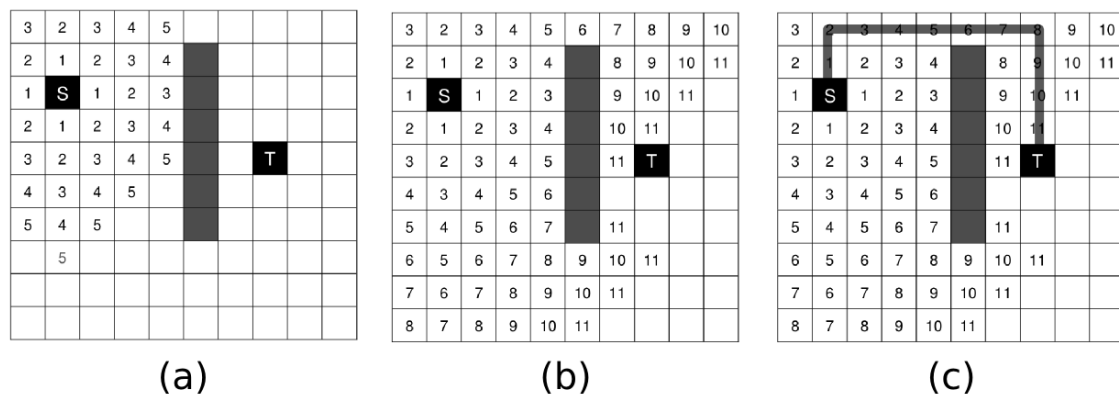 3 2 3 4 5
2 1 2 3 4
1 S 1 2 3
2 1 2 3 4
3 2 3 4 5 T
4 3 4 5
5 4 5
5
(a)
3 2 3 4 5 6 7 8 9 10
2 1 2 3 4 8 9 10 11
1 S 1 2 3 9 10 11
2 1 2 3 4 10 11
3 2 3 4 5 11 T
4 3 4 5 6
5 4 5 6 7 11
6 5 6 7 8 9 10 11
7 6 7 8 9 10 11
8 7 8 9 10 11
(b)
3 2 3 4 5 6 7 8 9 10
2 1 2 3 4 8 9 10 11
1 S 1 2 3 9 10 11
2 1 2 3 4 10 11
3 2 3 4 5 11 T
4 3 4 5 6
5 4 5 6 7 11
6 5 6 7 8 9 10 11
7 6 7 8 9 10 11
8 7 8 9 10 11
(c)